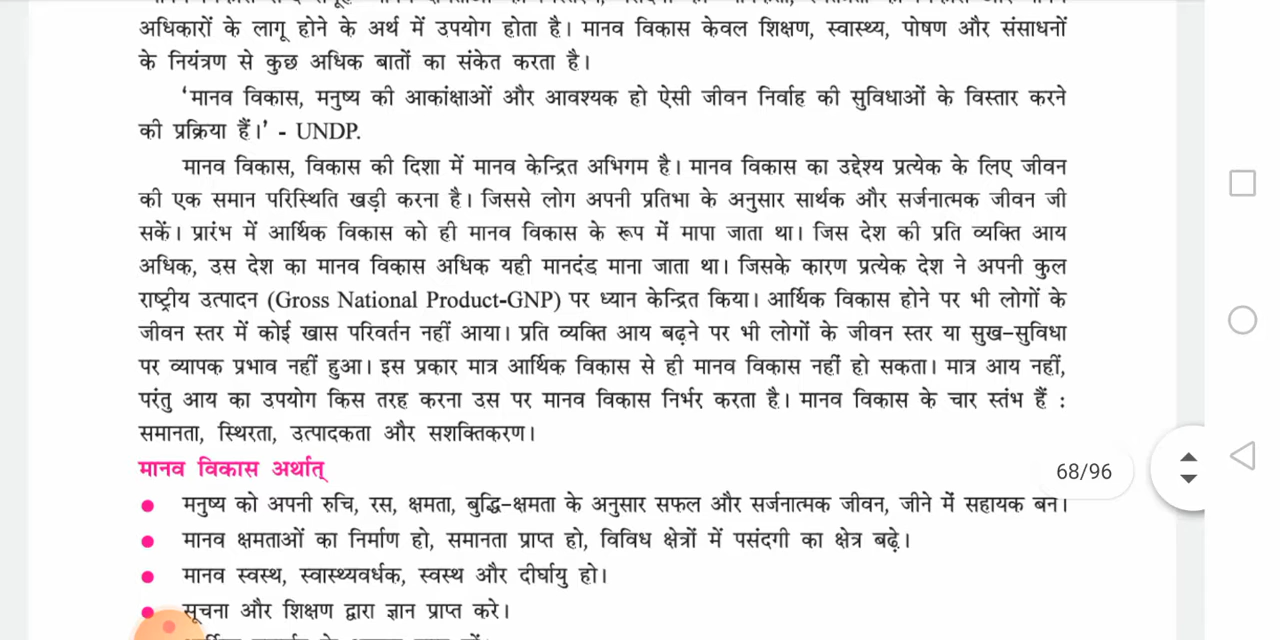 अधिकारों के लागू होने के अर्थ में उपयोग होता है। मानव विकास केवल शिक्षण, स्वास्थ्य, पोषण और संसाधनों
के नियंत्रण से कुछ अधिक बातों का संकेत करता है।
‘मानव विकास, मनुष्य की आकांक्षाओं और आवश्यक हो ऐसी जीवन निर्वाह की सुविधाओं के विस्तार करने
की प्रक्रिया हैं।’ - UNDP.
मानव विकास, विकास की दिशा में मानव केन्द्रित अभिगम है। मानव विकास का उद्देश्य प्रत्येक के लिए जीवन
की एक समान परिस्थिति खड़ी करना है। जिससे लोग अपनी प्रतिभा के अनुसार सार्थक और सर्जनात्मक जीवन जी
सकें। प्रारंभ में आर्थिक विकास को ही मानव विकास के रूप में मापा जाता था। जिस देश की प्रति व्यक्ति आय
अधिक, उस देश का मानव विकास अधिक यही मानदंड माना जाता था। जिसके कारण प्रत्येक देश ने अपनी कुल
राष्ट्रीय उत्पादन (Gross National Product-GNP) पर ध्यान केन्द्रित किया। आर्थिक विकास होने पर भी लोगों के
जीवन स्तर में कोई खास परिवर्तन नहीं आया। प्रति व्यक्ति आय बढ़ने पर भी लोगों के जीवन स्तर या सुख-सुविधा
पर व्यापक प्रभाव नहीं हुआ। इस प्रकार मात्र आर्थिक विकास से ही मानव विकास नहीं हो सकता। मात्र आय नहीं,
परंतु आय का उपयोग किस तरह करना उस पर मानव विकास निर्भर करता है। मानव विकास के चार स्तंभ हैं :
समानता, स्थिरता, उत्पादकता और सशक्तिकरण।
मानव विकास अर्थात्
68/96
● मनुष्य को अपनी रुचि, रस, क्षमता, बुद्धि-क्षमता के अनुसार सफल और सर्जनात्मक जीवन, जीने में सहायक बन।
● मानव क्षमताओं का निर्माण हो, समानता प्राप्त हो, विविध क्षेत्रों में पसंदगी का क्षेत्र बढ़े।
● मानव स्वस्थ, स्वास्थ्यवर्धक, स्वस्थ और दीर्घायु हो।
● सूचना और शिक्षण द्वारा ज्ञान प्राप्त करे।